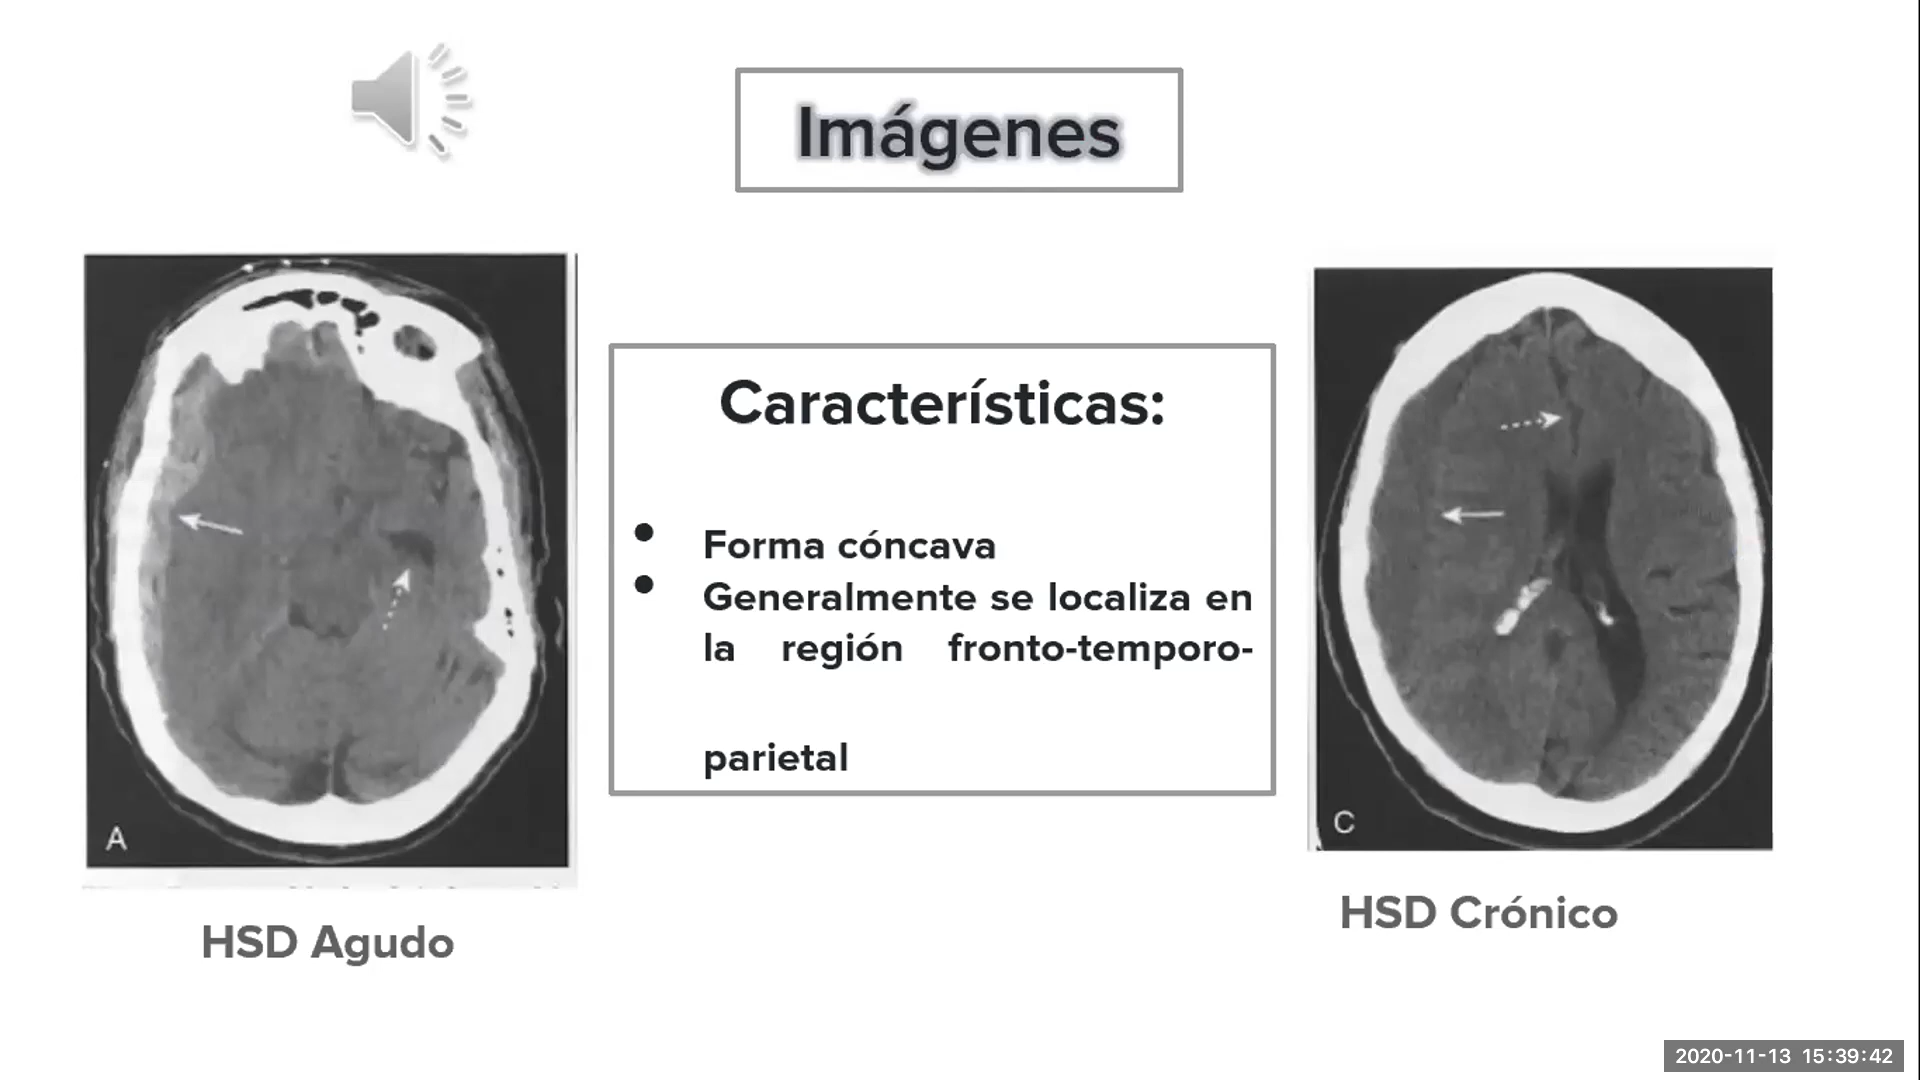 Imágenes
Características:
• Forma cóncava
• Generalmente se localiza en
la región fronto-temporo-
parietal
A
C
HSD Agudo
HSD Crónico
2020-11-13 15:39:42